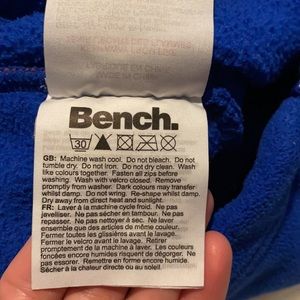 Bench.
30
GB: Machine wash cool. Do not bleach. Do not
tumble dry. Do not iron. Do not dry clean. Wash
like colours together. Fasten all zips before
washing. Wash with velcro closed. Remove
promptly from washer. Dark colours may transfer
whilst damp. Do not wring. Re-shape whilst damp.
Dry away from direct heat and sunlight.
FR: Laver à la machine cycle froid. Ne pas
javelliser. Ne pas tomber séché. Ne pas
repasser. Ne pas nettoyer à sec. Laver avec
ensemble des articles de même couleur.
Fermer toutes les glissières avant le lavage.
Fermer le velcro avant le lavage. Retirer
promptement de la machine à laver. Les
couleurs foncées encore humides risquent de dégorger. Ne
pas essorer. Remettre en forme encore humide.
Sécher à la chaleur directe ou au soleil.